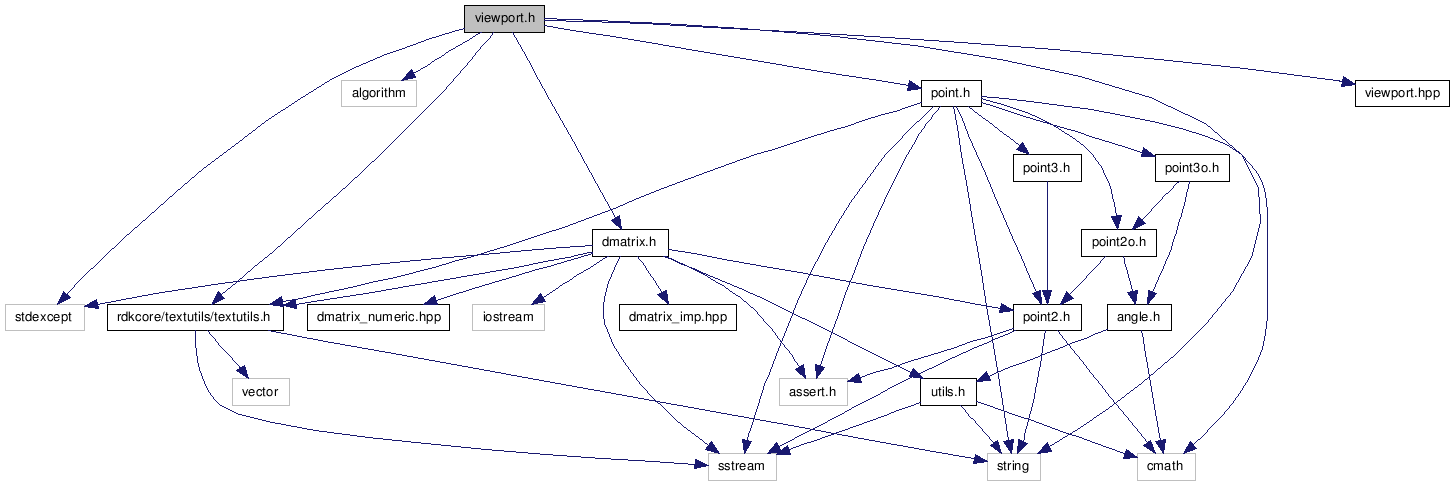 viewport.h
algorithm
point.h
viewport.hpp
point3.h
point3o.h
dmatrix.h
point2o.h
stdexcept
rdkcore/textutils/textutils.h
dmatrix_numeric.hpp
iostream
dmatrix_imp.hpp
point2.h
angle.h
vector
assert.h
utils.h
sstream
string
cmath